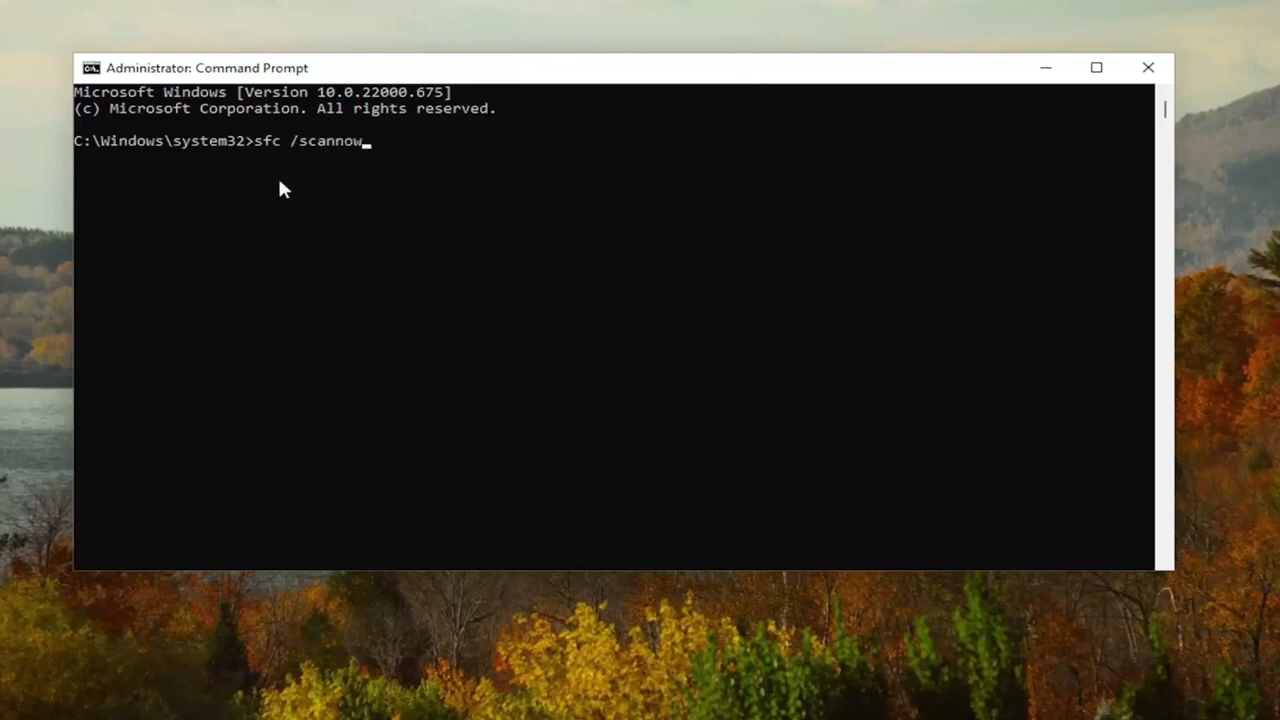 Administrator: Command Prompt
Microsoft Windows [Version 10.0.22000.675]
(c) Microsoft Corporation. All rights reserved.
C:\Windows\system32>sfc /scannow